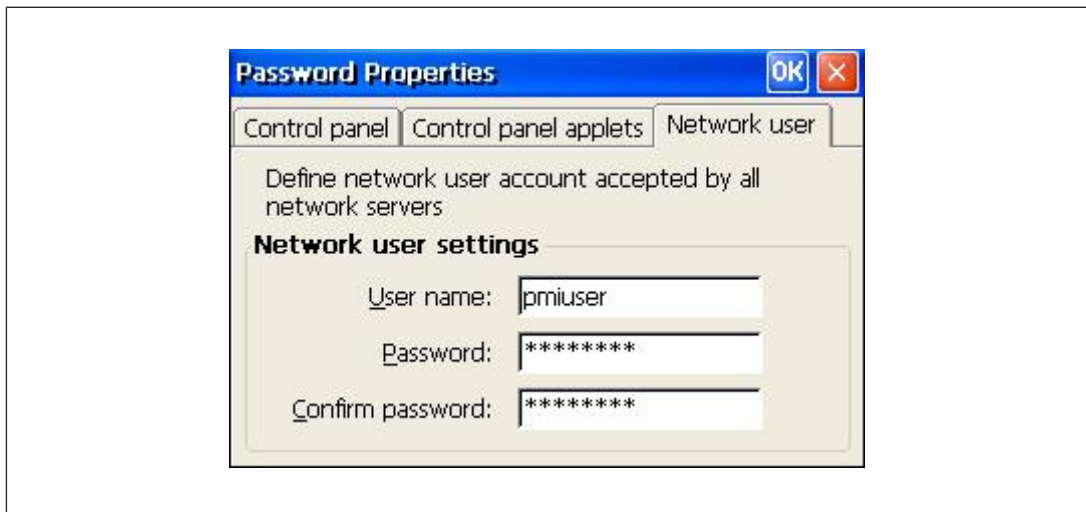 Password Properties OK
Control panel Control panel applets Network user
Define network user account accepted by all
network servers
Network user settings
User name: pmiuser
Password: ********
Confirm password: ********